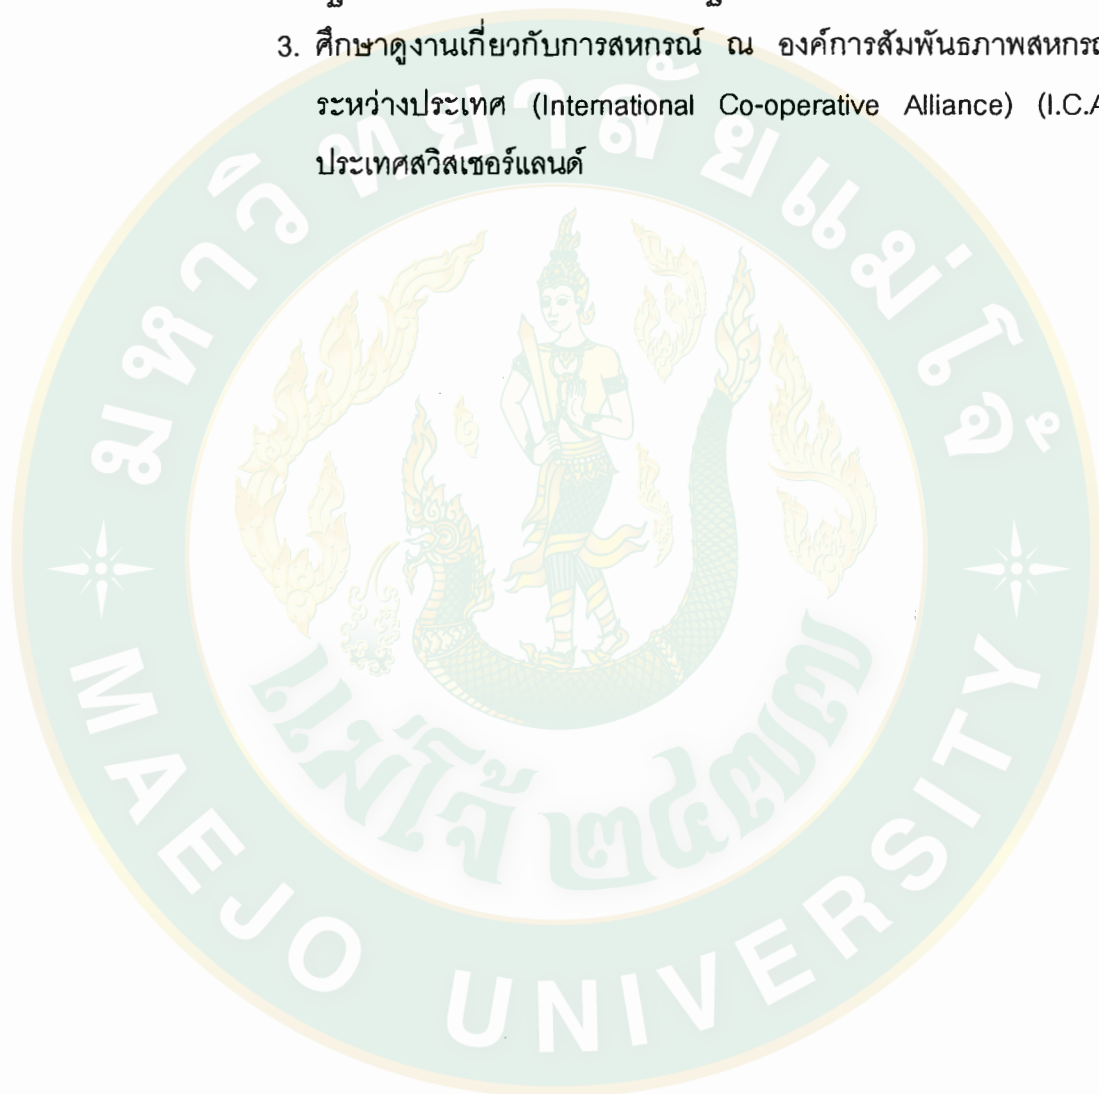 3. ศึกษาดูงานเกี่ยวกับการสหกรณ์ ณ องค์การสัมพันธภาพสหกรณ์
ระหว่างประเทศ (International Co-operative Alliance) (I.C.A
ประเทศสวิสเซอร์แลนด์
มหาวิทยาลัยแม่โจ้
แม่โจ้ ๒๔๗๗
MAEJO UNIVERSITY